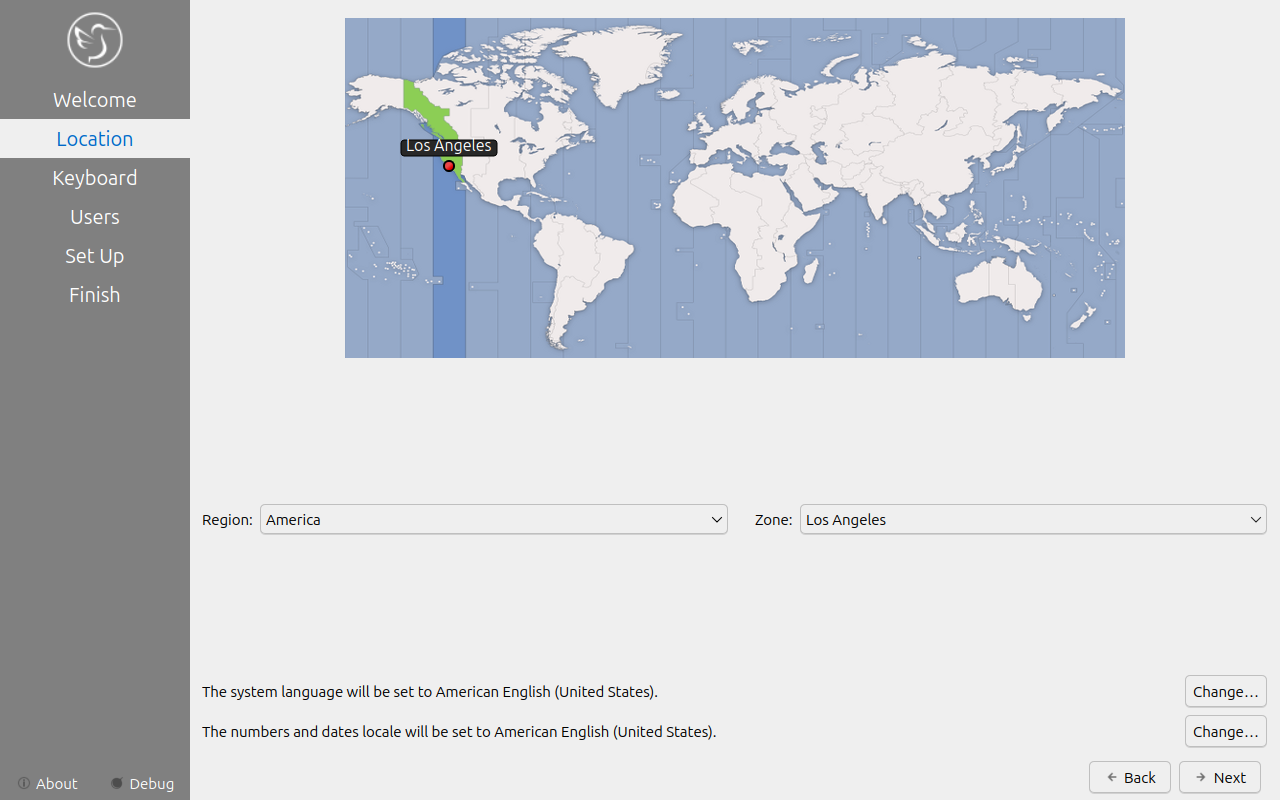 Welcome
Location
Keyboard
Users
Set Up
Finish
About
Debug
Los Angeles
Region: America
Zone: Los Angeles
The system language will be set to American English (United States).
Change...
The numbers and dates locale will be set to American English (United States).
Change...
Back
Next